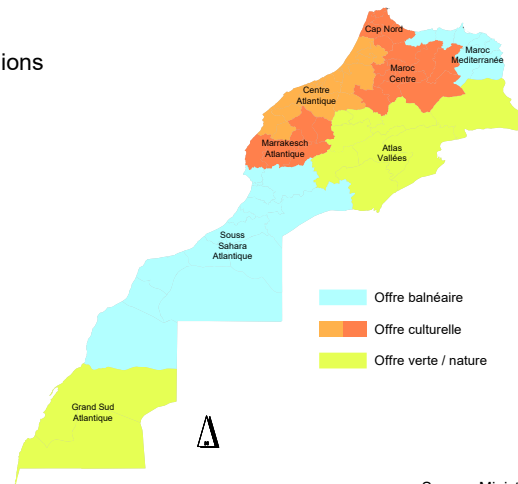 ions
Cap Nord
Maroc
Mediterranée
Maroc
Centre
Centre
Atlantique
Marrakesch
Atlantique
Atlas
Vallées
Souss
Sahara
Atlantique
Offre balnéaire
Offre culturelle
Offre verte / nature
Grand Sud
Atlantique